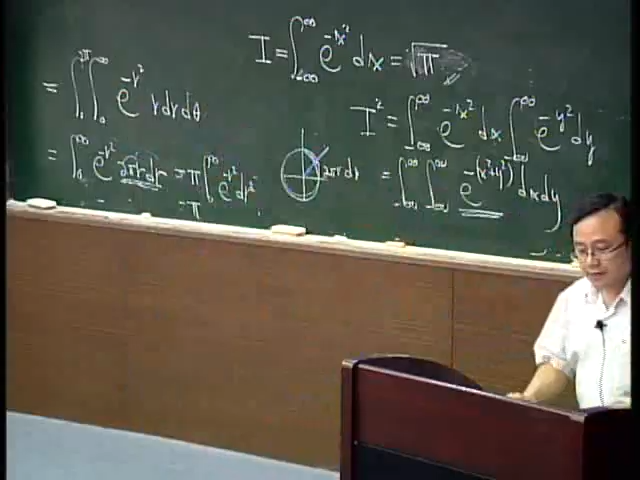 I = ∫_{-∞}^{∞} e^{-x²} dx = √π
I² = ∫_{-∞}^{∞} e^{-x²} dx ∫_{-∞}^{∞} e^{-y²} dy
= ∫_{-∞}^{∞} ∫_{-∞}^{∞} e^{-(x²+y²)} dx dy
= ∫_0^{2π} ∫_0^{∞} e^{-r²} r dr dθ
= ∫_0^{∞} e^{-r²} 2πr dr = π ∫_0^{∞} e^{-r²} dr²
= π
2πr dr